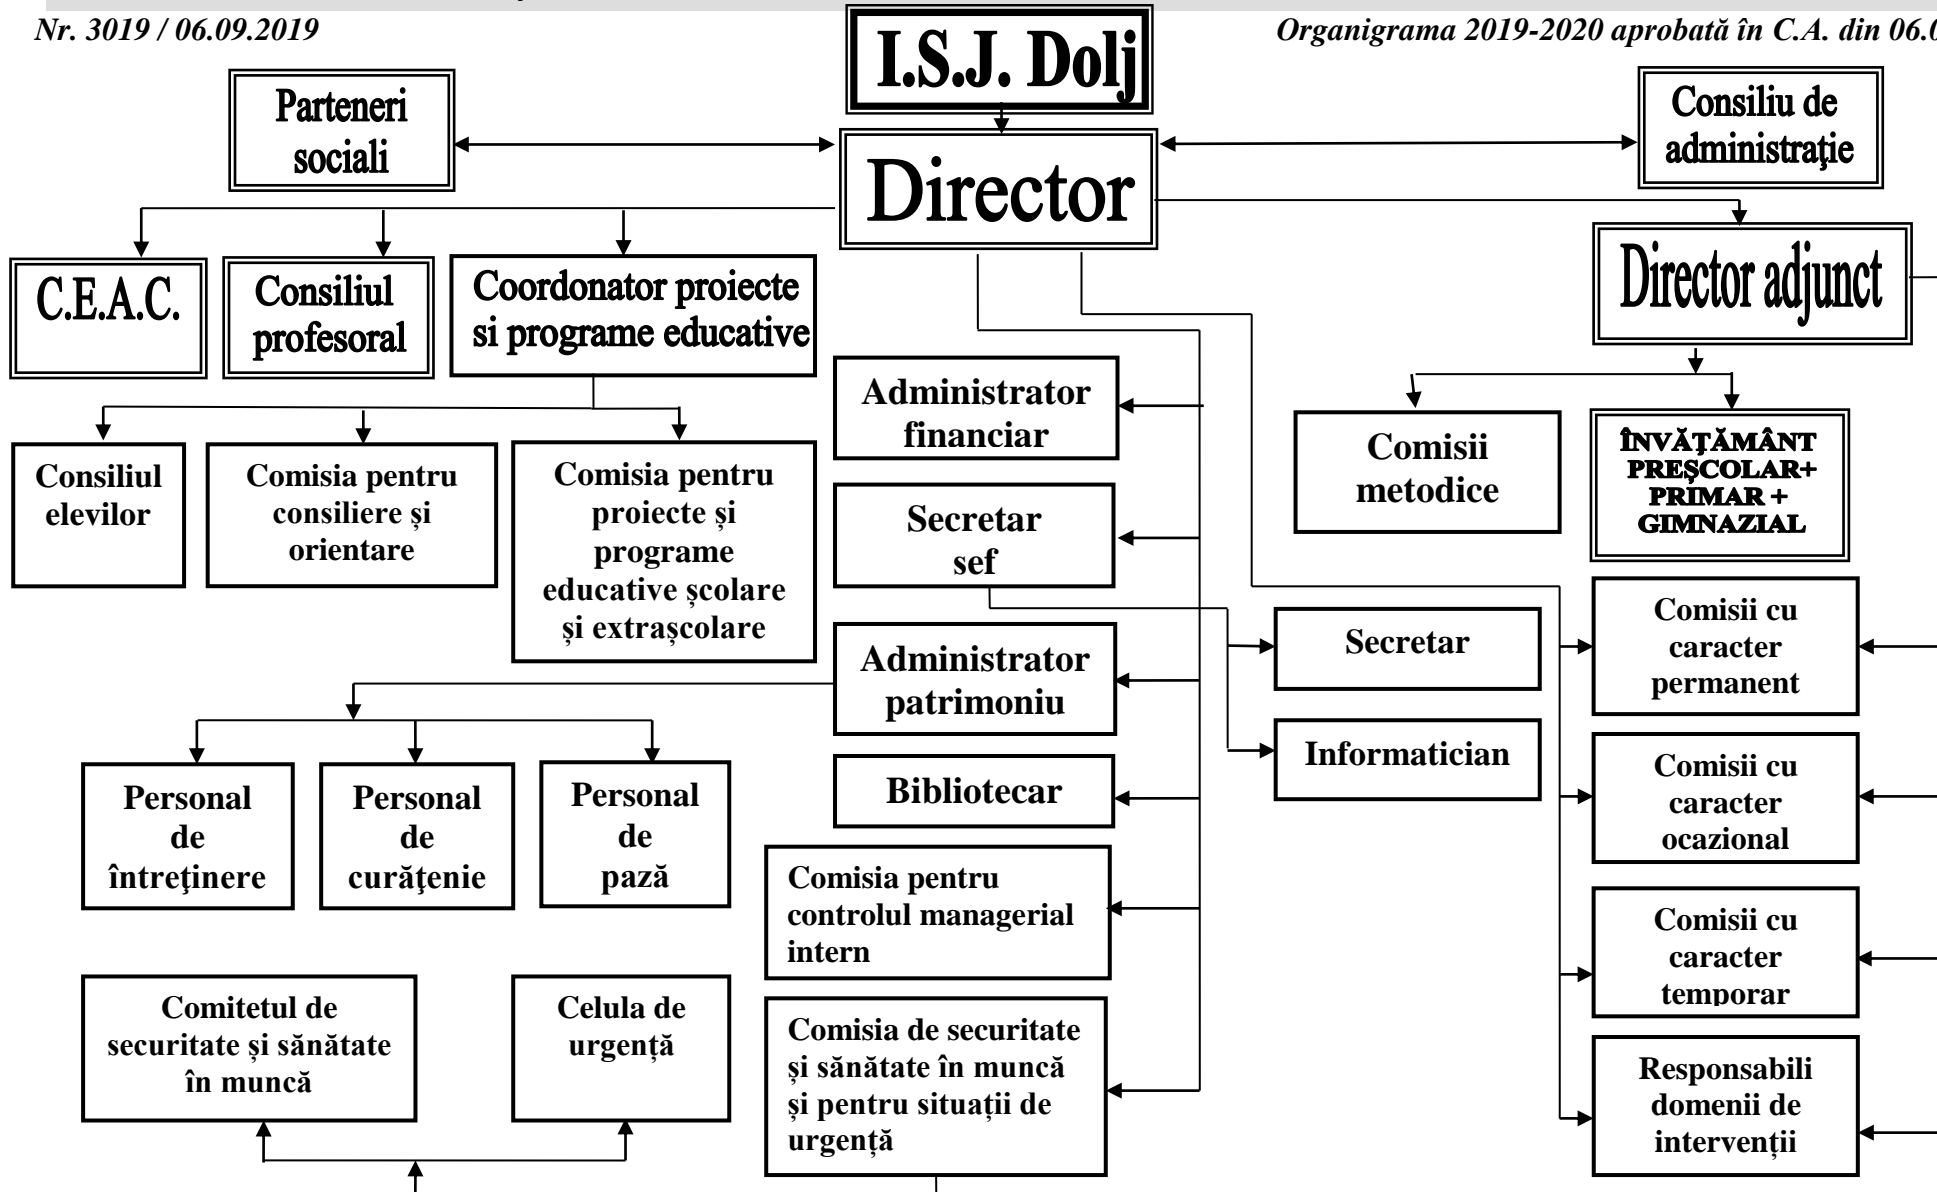 Nr. 3019 / 06.09.2019
Organigrama 2019-2020 aprobată în C.A. din 06.0
I.S.J. Dolj
Parteneri
sociali
Consiliu de
administraţie
Director
C.E.A.C.
Consiliul
profesoral
Coordonator proiecte
si programe educative
Director adjunct
Administrator
financiar
Comisii
metodice
ÎNVĂŢĂMÂNT
PREȘCOLAR+
PRIMAR +
GIMNAZIAL
Consiliul
elevilor
Comisia pentru
consiliere și
orientare
Comisia pentru
proiecte și
programe
educative școlare
și extrașcolare
Secretar
sef
Administrator
patrimoniu
Secretar
Comisii cu
caracter
permanent
Informatician
Bibliotecar
Personal
de
întreţinere
Personal
de
curăţenie
Personal
de
pază
Comisii cu
caracter
ocazional
Comisia pentru
controlul managerial
intern
Comisii cu
caracter
temporar
Comitetul de
securitate și sănătate
în muncă
Celula de
urgență
Comisia de securitate
și sănătate în muncă
și pentru situații de
urgență
Responsabili
domenii de
intervenții